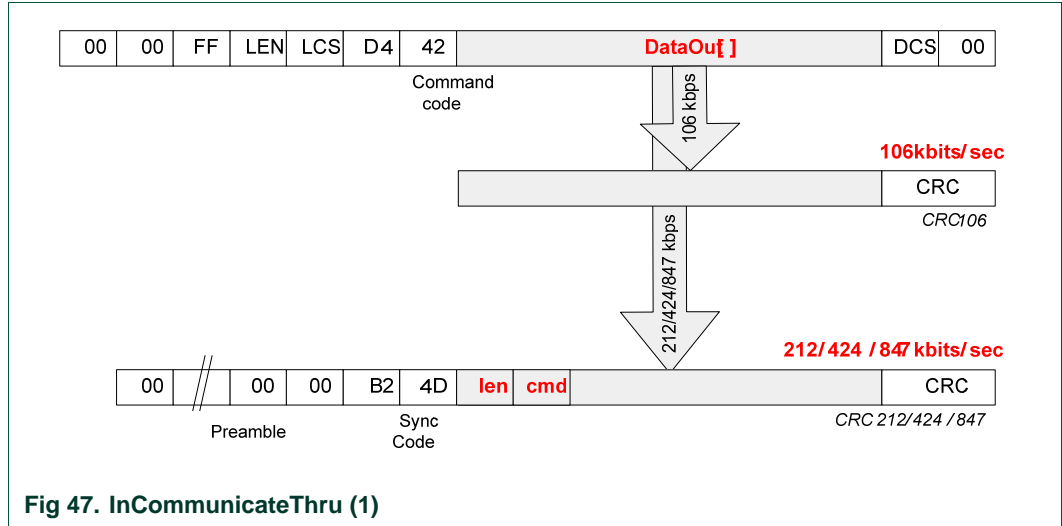 00 00 FF LEN LCS D4 42 DataOut[ ] DCS 00
Command
code
106 kbps
106kbits/sec
CRC
CRC106
212/424/847 kbps
212/424 /847 kbits/sec
00 // 00 00 B2 4D len cmd CRC
Preamble
Sync
Code
CRC 212/424 /847
Fig 47. InCommunicateThru (1)